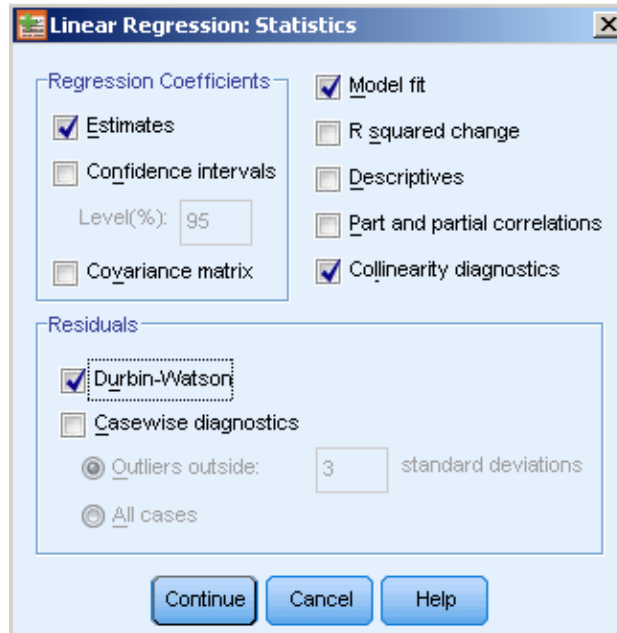 Linear Regression: Statistics
Regression Coefficients
Estimates
Confidence intervals
Level(%): 95
Covariance matrix
Model fit
R squared change
Descriptives
Part and partial correlations
Collinearity diagnostics
Residuals
Durbin-Watson
Casewise diagnostics
Outliers outside: 3 standard deviations
All cases
Continue Cancel Help